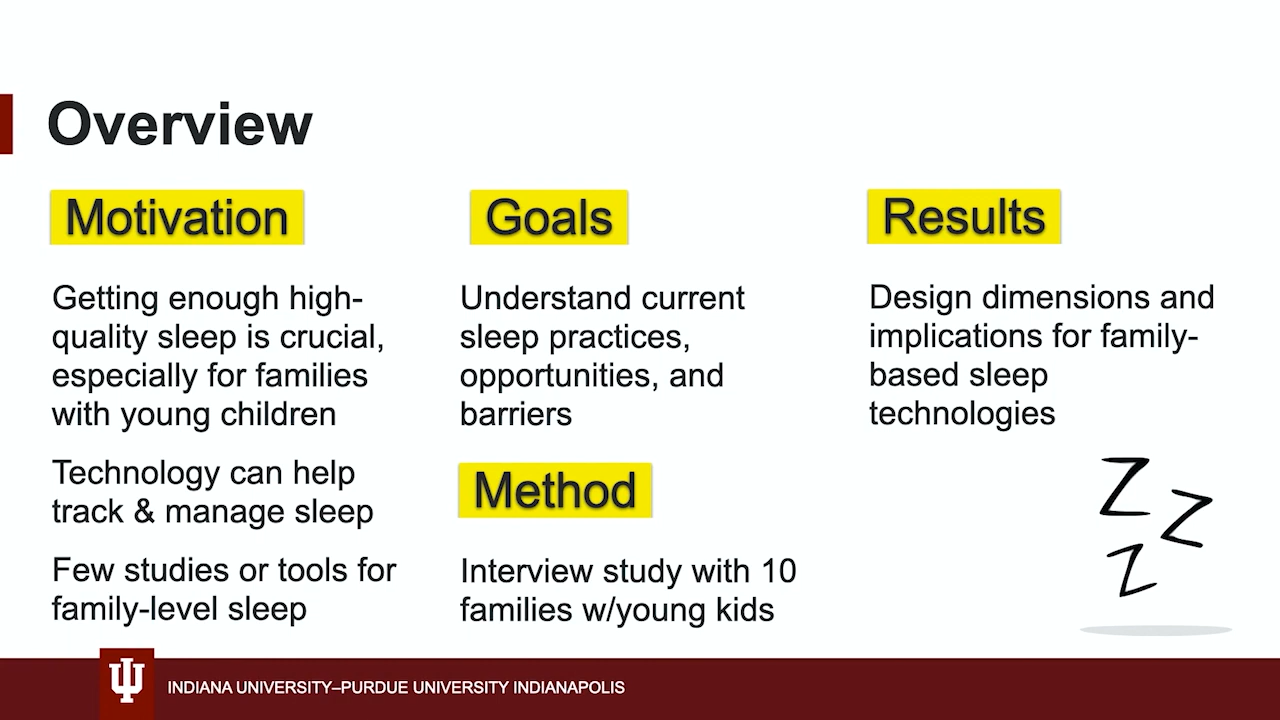 Overview
Motivation
Getting enough high-
quality sleep is crucial,
especially for families
with young children
Technology can help
track & manage sleep
Few studies or tools for
family-level sleep
Goals
Understand current
sleep practices,
opportunities, and
barriers
Method
Interview study with 10
families w/young kids
Results
Design dimensions and
implications for family-
based sleep
technologies
Z
Z
Z
INDIANA UNIVERSITY–PURDUE UNIVERSITY INDIANAPOLIS